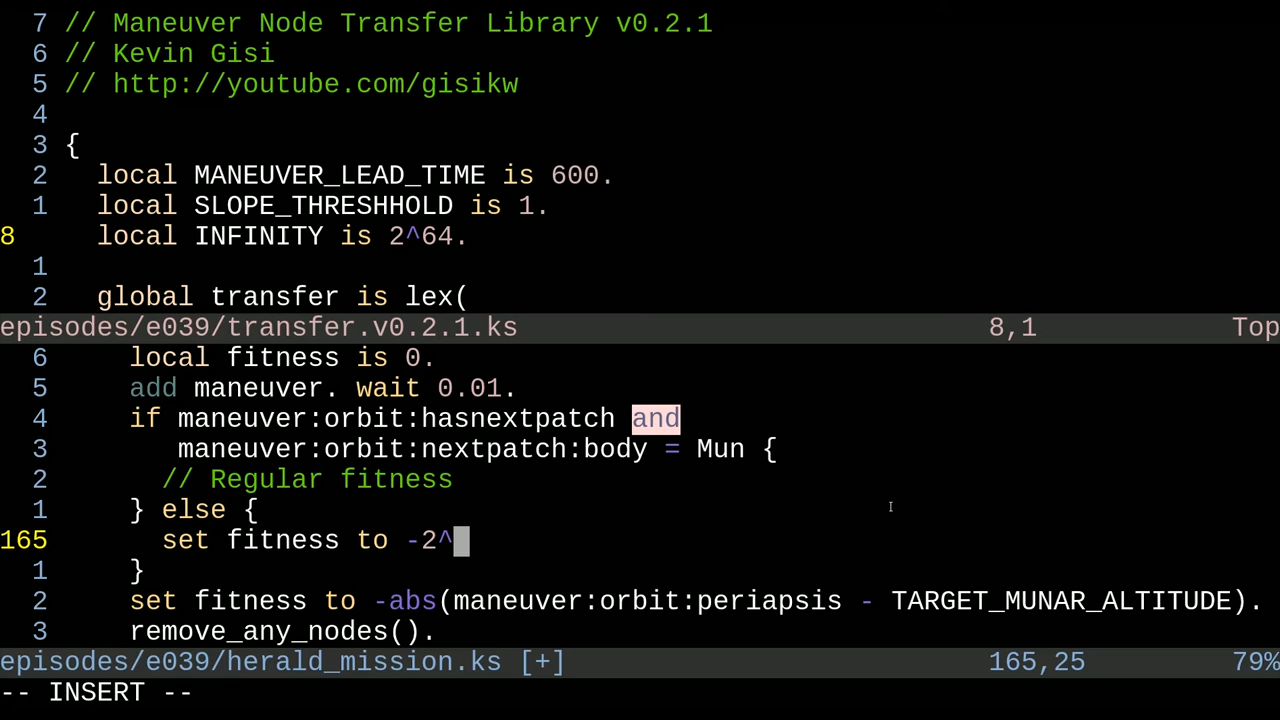 7 // Maneuver Node Transfer Library v0.2.1
6 // Kevin Gisi
5 // http://youtube.com/gisikw
4
3 {
2   local MANEUVER_LEAD_TIME is 600.
1   local SLOPE_THRESHHOLD is 1.
8   local INFINITY is 2^64.
1
2   global transfer is lex(
episodes/e039/transfer.v0.2.1.ks 8,1 Top
6     local fitness is 0.
5     add maneuver. wait 0.01.
4     if maneuver:orbit:hasnextpatch and
3        maneuver:orbit:nextpatch:body = Mun {
2       // Regular fitness
1     } else {
165       set fitness to -2^
1     }
2     set fitness to -abs(maneuver:orbit:periapsis - TARGET_MUNAR_ALTITUDE).
3     remove_any_nodes().
episodes/e039/herald_mission.ks [+] 165,25 79%
-- INSERT --